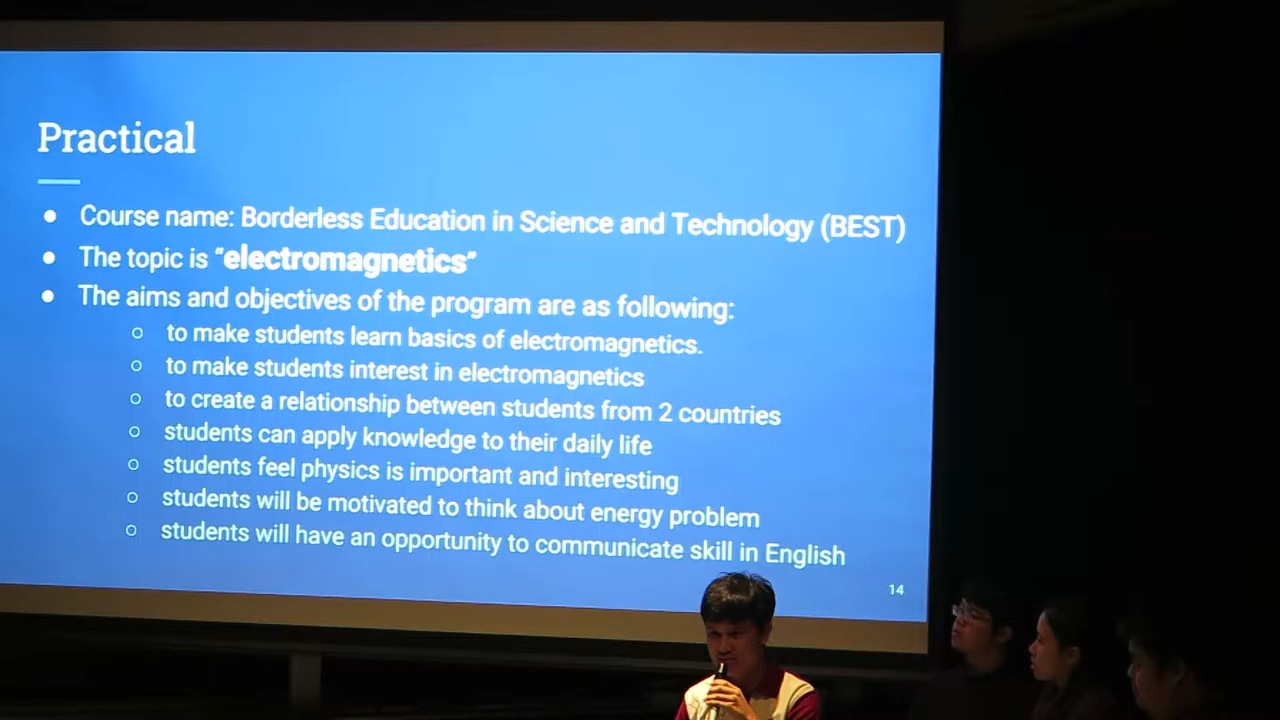 Practical
● Course name: Borderless Education in Science and Technology (BEST)
● The topic is “electromagnetics”
● The aims and objectives of the program are as following:
○ to make students learn basics of electromagnetics.
○ to make students interest in electromagnetics
○ to create a relationship between students from 2 countries
○ students can apply knowledge to their daily life
○ students feel physics is important and interesting
○ students will be motivated to think about energy problem
○ students will have an opportunity to communicate skill in English
14